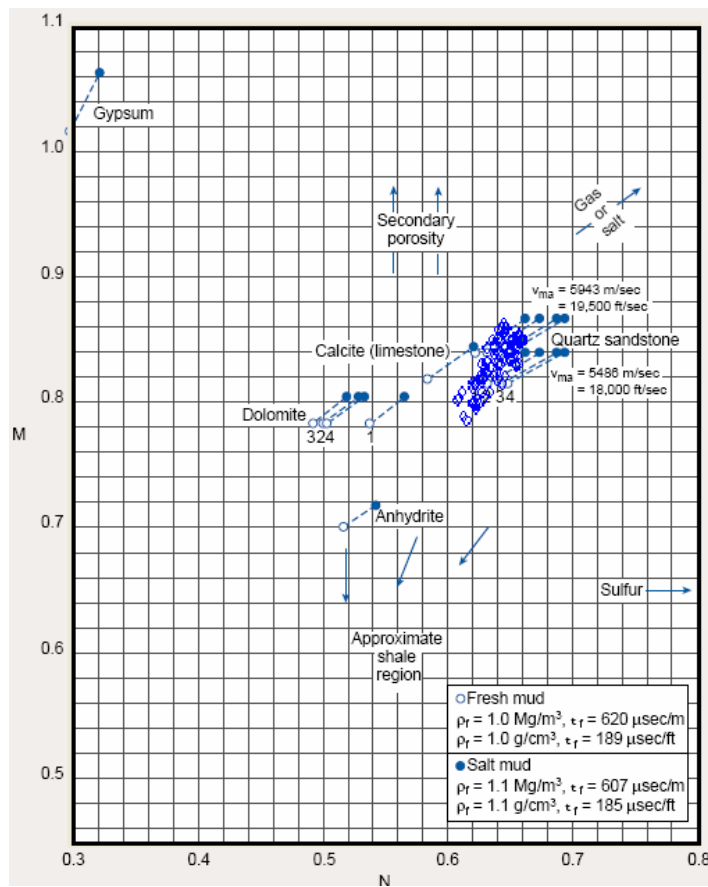 1.1
Gypsum
1.0
Gas
or
salt
Secondary
porosity
0.9
v_ma = 5943 m/sec
= 19,500 ft/sec
Calcite (limestone)
Quartz sandstone
v_ma = 5486 m/sec
= 18,000 ft/sec
0.8
Dolomite
324
1
34
M
0.7
Anhydrite
Sulfur
Approximate
shale
region
0.6
Fresh mud
ρf = 1.0 Mg/m³, tf = 620 μsec/m
ρf = 1.0 g/cm³, tf = 189 μsec/ft
Salt mud
ρf = 1.1 Mg/m³, tf = 607 μsec/m
ρf = 1.1 g/cm³, tf = 185 μsec/ft
0.5
0.3 0.4 0.5 0.6 0.7 0.8
N